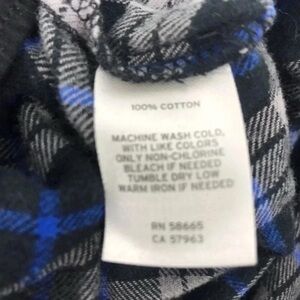 100% COTTON
MACHINE WASH COLD,
WITH LIKE COLORS
ONLY NON-CHLORINE
BLEACH IF NEEDED
TUMBLE DRY LOW
WARM IRON IF NEEDED
RN 58665
CA 57963